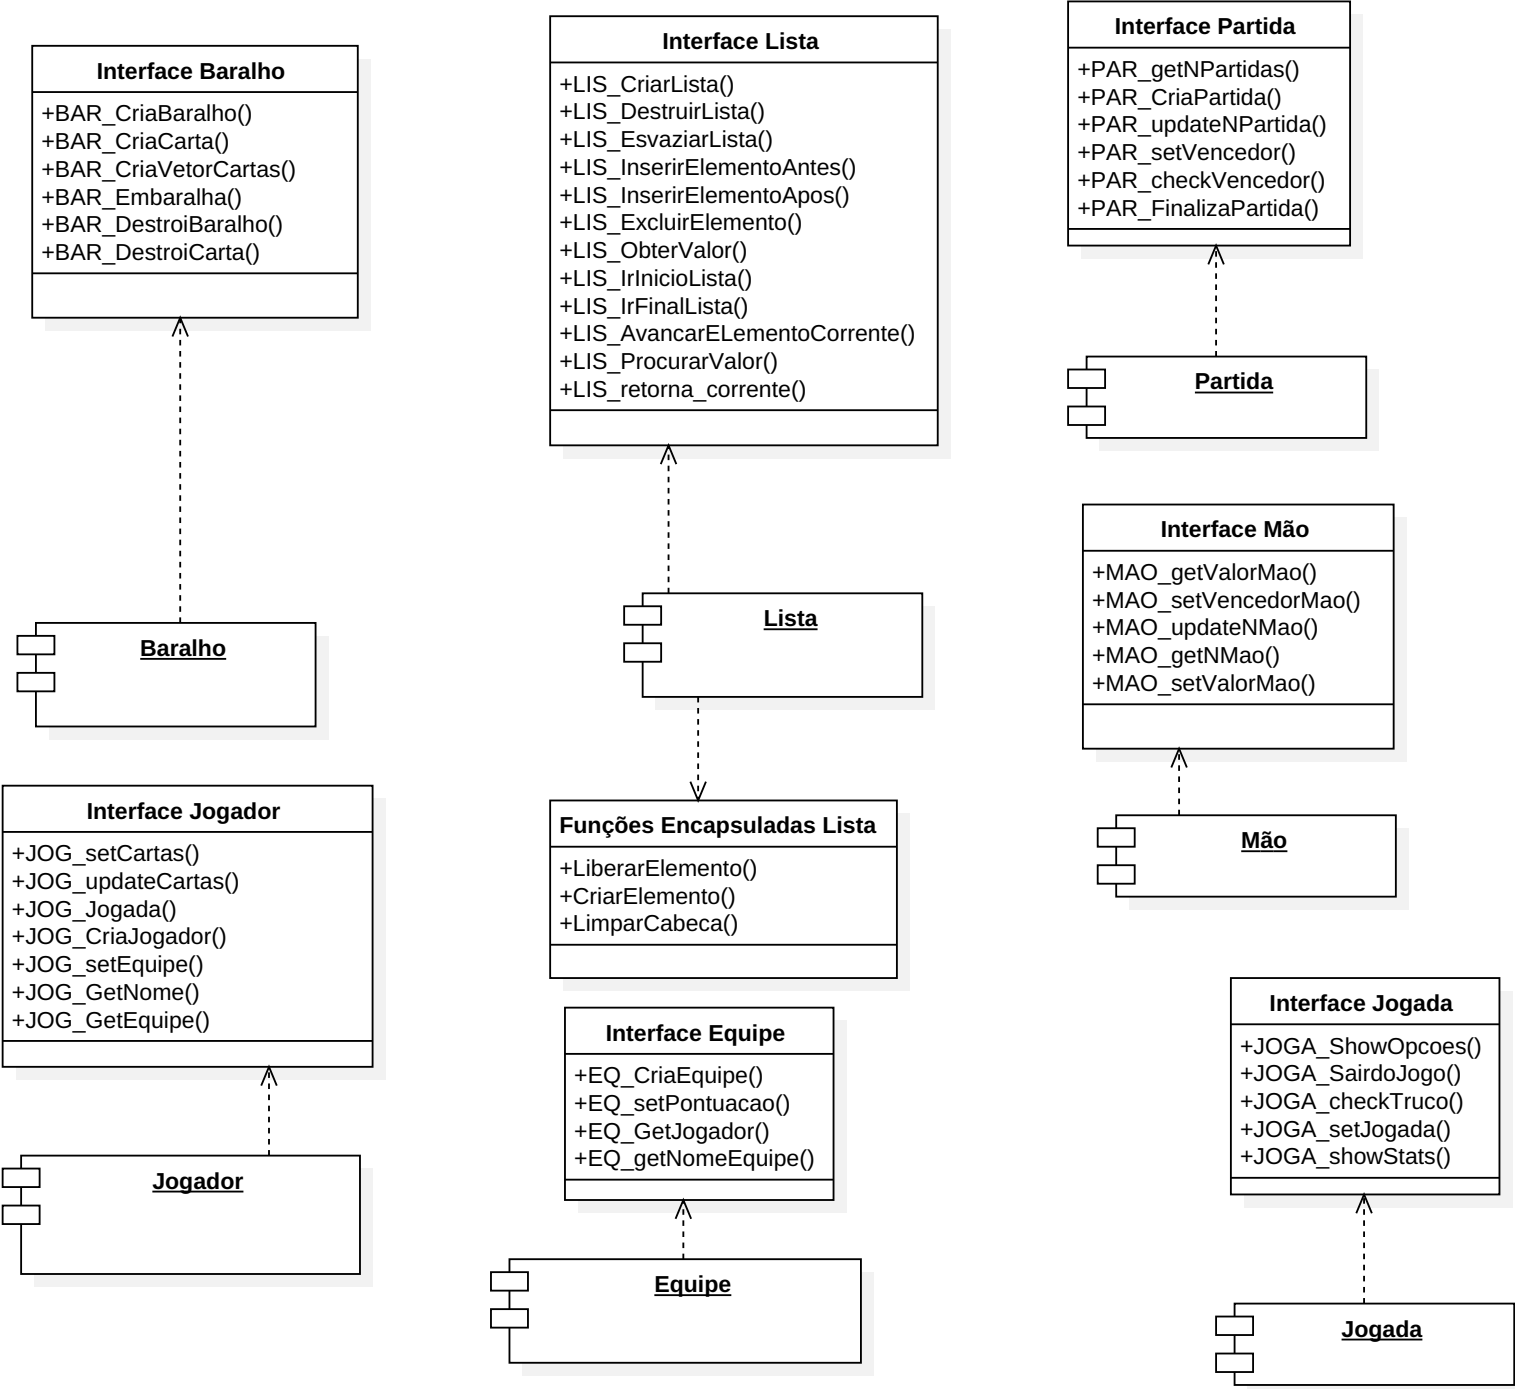 Interface Baralho
+BAR_CriaBaralho()
+BAR_CriaCarta()
+BAR_CriaVetorCartas()
+BAR_Embaralha()
+BAR_DestroiBaralho()
+BAR_DestroiCarta()
Baralho
Interface Jogador
+JOG_setCartas()
+JOG_updateCartas()
+JOG_Jogada()
+JOG_CriaJogador()
+JOG_setEquipe()
+JOG_GetNome()
+JOG_GetEquipe()
Jogador
Interface Lista
+LIS_CriarLista()
+LIS_DestruirLista()
+LIS_EsvaziarLista()
+LIS_InserirElementoAntes()
+LIS_InserirElementoApos()
+LIS_ExcluirElemento()
+LIS_ObterValor()
+LIS_IrInicioLista()
+LIS_IrFinalLista()
+LIS_AvancarELementoCorrente()
+LIS_ProcurarValor()
+LIS_retorna_corrente()
Lista
Funções Encapsuladas Lista
+LiberarElemento()
+CriarElemento()
+LimparCabeca()
Interface Equipe
+EQ_CriaEquipe()
+EQ_setPontuacao()
+EQ_GetJogador()
+EQ_getNomeEquipe()
Equipe
Interface Partida
+PAR_getNPartidas()
+PAR_CriaPartida()
+PAR_updateNPartida()
+PAR_setVencedor()
+PAR_checkVencedor()
+PAR_FinalizaPartida()
Partida
Interface Mão
+MAO_getValorMao()
+MAO_setVencedorMao()
+MAO_updateNMao()
+MAO_getNMao()
+MAO_setValorMao()
Mão
Interface Jogada
+JOGA_ShowOpcoes()
+JOGA_SairdoJogo()
+JOGA_checkTruco()
+JOGA_setJogada()
+JOGA_showStats()
Jogada